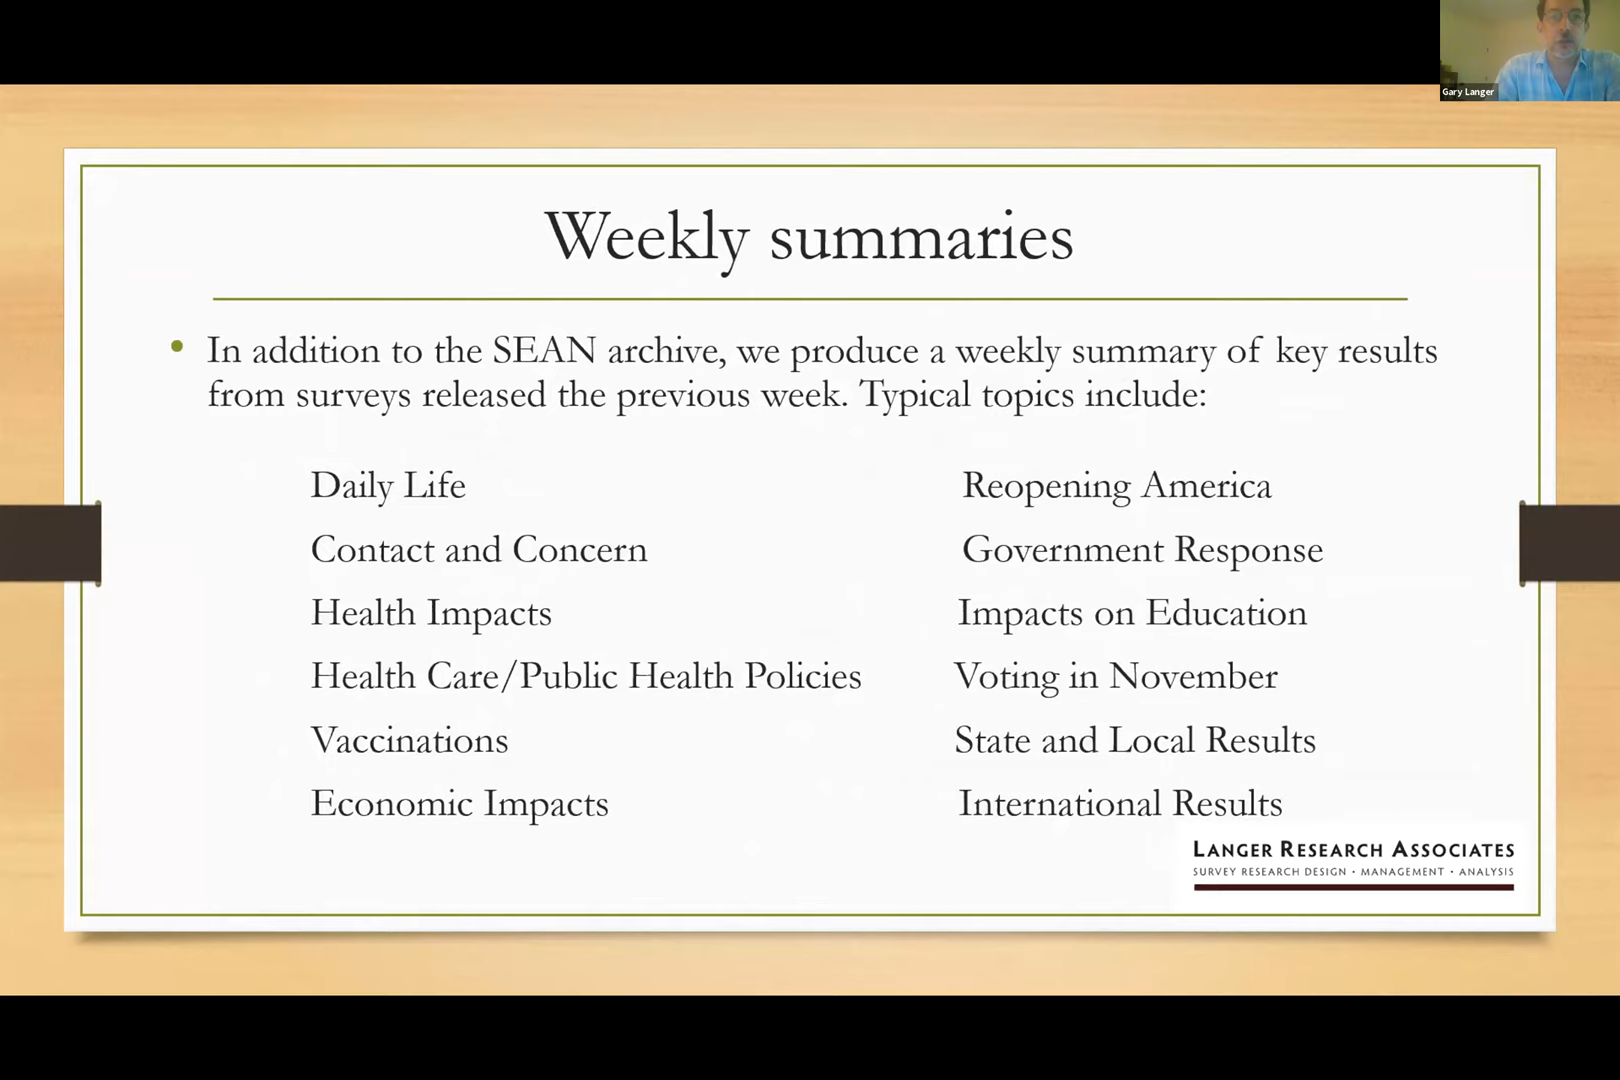 Gary Langer
Weekly summaries
• In addition to the SEAN archive, we produce a weekly summary of key results
from surveys released the previous week. Typical topics include:
Daily Life
Contact and Concern
Health Impacts
Health Care/Public Health Policies
Vaccinations
Economic Impacts
Reopening America
Government Response
Impacts on Education
Voting in November
State and Local Results
International Results
LANGER RESEARCH ASSOCIATES
SURVEY RESEARCH DESIGN • MANAGEMENT • ANALYSIS